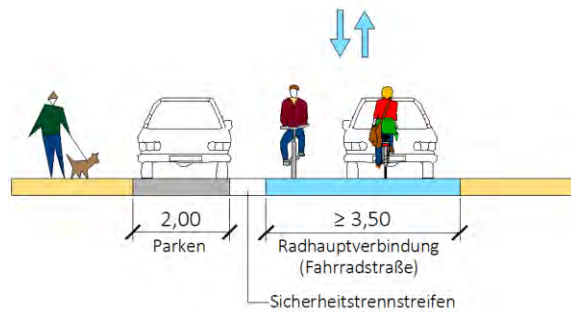 2,00
Parken
≥ 3,50
Radhauptverbindung
(Fahrradstraße)
Sicherheitstrennstreifen